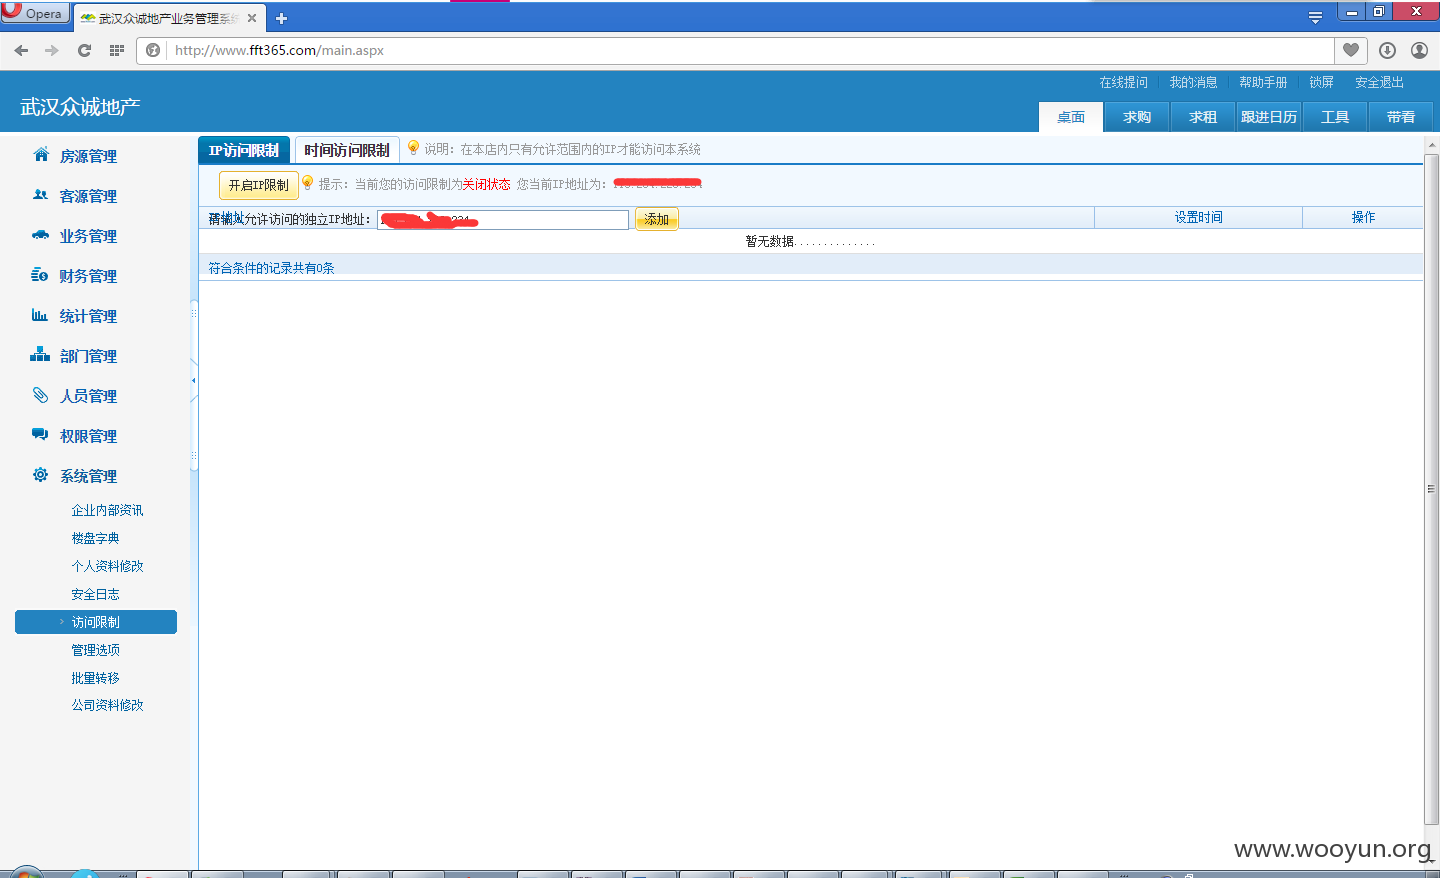 Opera
武汉众诚地产业务管理系统
http://www.fft365.com/main.aspx
在线提问 我的消息 帮助手册 锁屏 安全退出
武汉众诚地产
桌面 求购 求租 跟进日历 工具 带看
房源管理
客源管理
业务管理
财务管理
统计管理
部门管理
人员管理
权限管理
系统管理
企业内部资讯
楼盘字典
个人资料修改
安全日志
访问限制
管理选项
批量转移
公司资料修改
IP访问限制 时间访问限制 说明：在本店内只有允许范围内的IP才能访问本系统
开启IP限制 提示：当前您的访问限制为关闭状态 您当前IP地址为：
允许访问的独立IP地址： 添加 设置时间 操作
暂无数据..............
符合条件的记录共有0条
www.wooyun.org